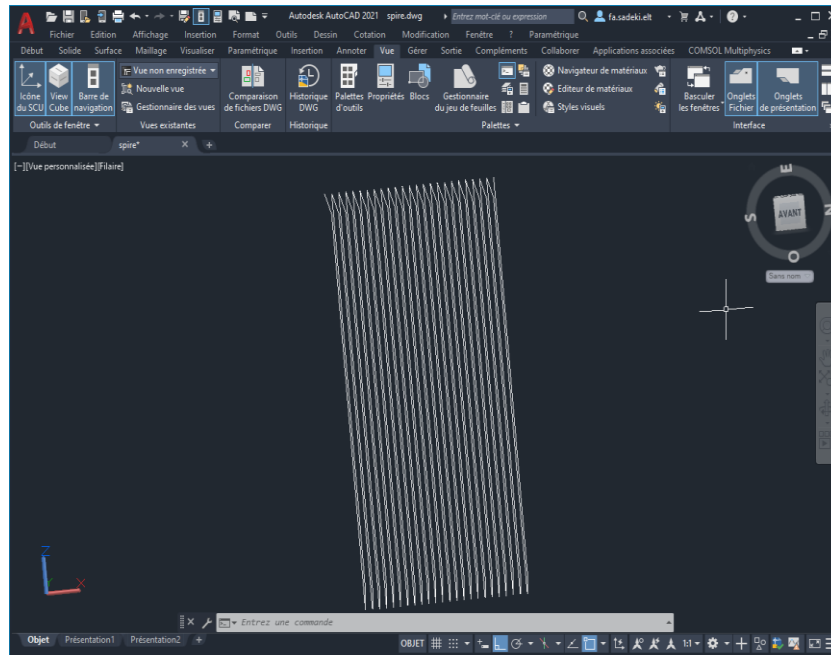 Autodesk AutoCAD 2021 spire.dwg Entrez mot-clé ou expression fa.sadeki.elt
Fichier Edition Affichage Insertion Format Outils Dessin Cotation Modification Fenêtre ? Paramétrique
Début Solide Surface Maillage Visualiser Paramétrique Insertion Annoter Vue Gérer Sortie Compléments Collaborer Applications associées COMSOL Multiphysics
Icône du SCU
View Cube
Barre de navigation
Outils de fenêtre
Vue non enregistrée
Nouvelle vue
Gestionnaire des vues
Vues existantes
Comparaison de fichiers DWG
Comparer
Historique DWG
Historique
Palettes d'outils
Propriétés
Blocs
Gestionnaire du jeu de feuilles
Navigateur de matériaux
Editeur de matériaux
Styles visuels
Palettes
Basculer les fenêtres
Onglets Fichier
Onglets de présentation
Interface
Début spire* +
[−][Vue personnalisée][Filaire]
E
S
AVANT
N
O
Sans nom
Z
Y
X
Entrez une commande
Objet Présentation1 Présentation2 +
OBJET 1:1